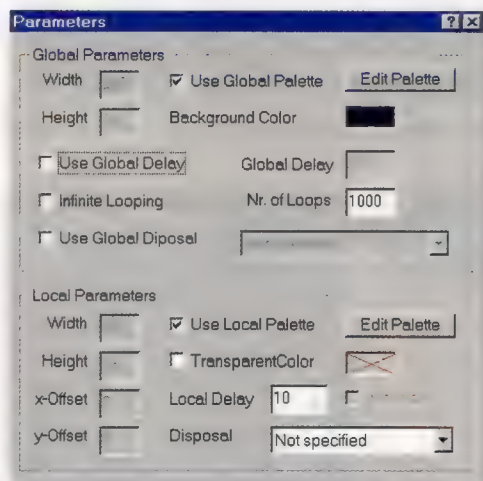 Parameters
Global Parameters
Width Use Global Palette Edit Palette
Height Background Color
Use Global Delay Global Delay
Infinite Looping Nr. of Loops 1000
Use Global Diposal
Local Parameters
Width Use Local Palette Edit Palette
Height TransparentColor
x-Offset Local Delay 10
y-Offset Disposal Not specified